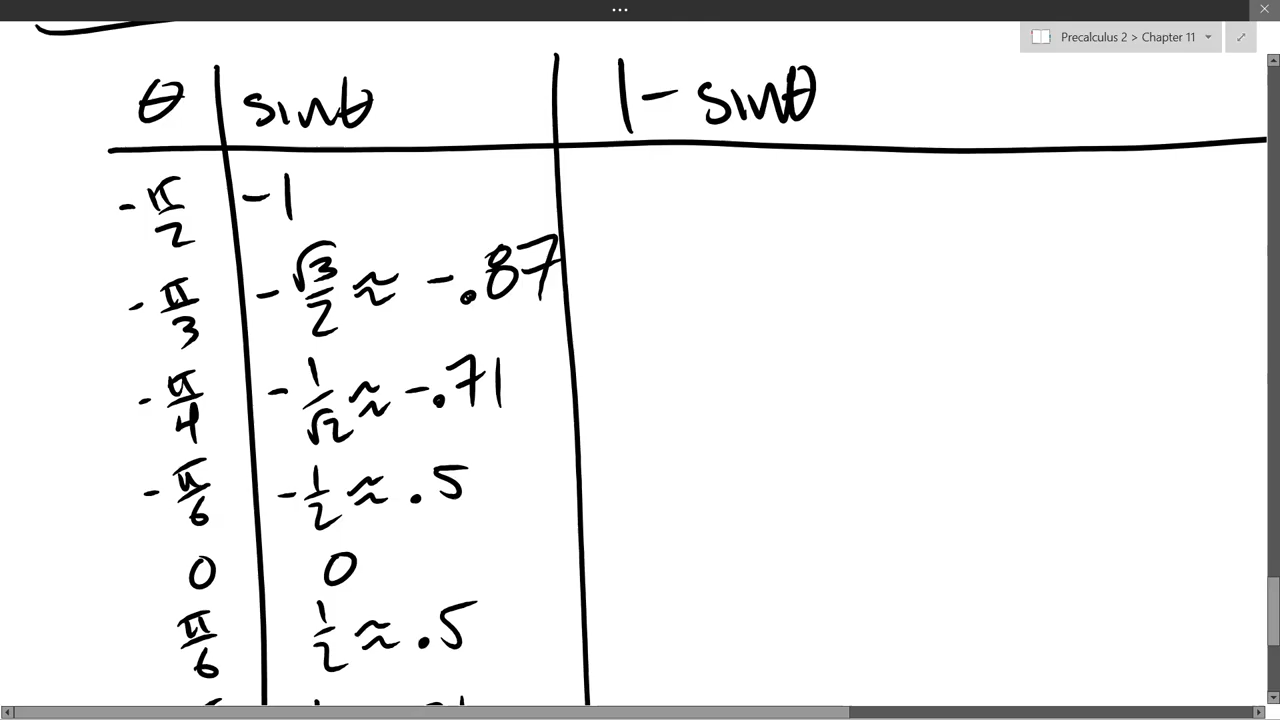 Precalculus 2 > Chapter 11
θ sinθ 1 - sinθ
-π/2 -1
-π/3 -√3/2 ≈ -.87
-π/4 -1/√2 ≈ -.71
-π/6 -1/2 ≈ .5
0 0
π/6 1/2 ≈ .5